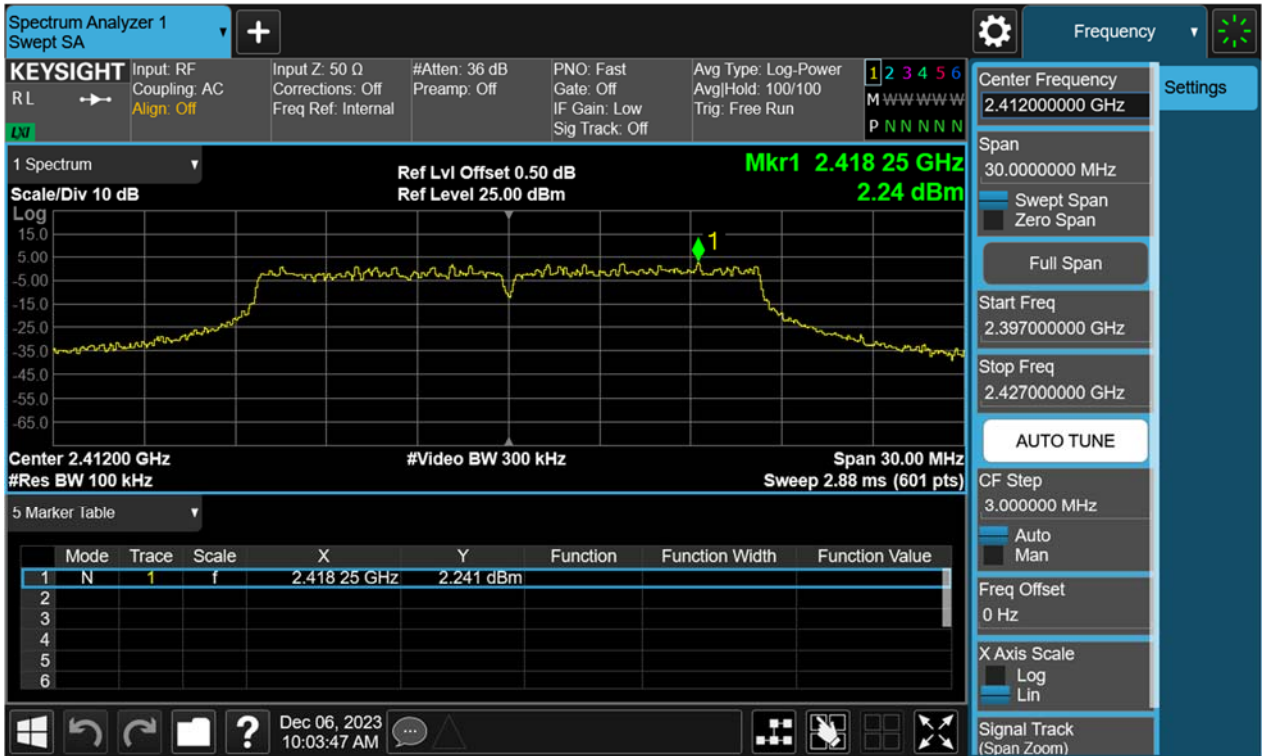 Spectrum Analyzer 1
Swept SA
+
Frequency
KEYSIGHT
RL
LXI
Input: RF
Coupling: AC
Align: Off
Input Z: 50 Ω
Corrections: Off
Freq Ref: Internal
#Atten: 36 dB
Preamp: Off
PNO: Fast
Gate: Off
IF Gain: Low
Sig Track: Off
Avg Type: Log-Power
Avg|Hold: 100/100
Trig: Free Run
1 2 3 4 5 6
M W W W W W
P N N N N N
1 Spectrum
Scale/Div 10 dB
Ref Lvl Offset 0.50 dB
Ref Level 25.00 dBm
Mkr1 2.418 25 GHz
2.24 dBm
Log
15.0
5.00
-5.00
-15.0
-25.0
-35.0
-45.0
-55.0
-65.0
1
Center 2.41200 GHz
#Res BW 100 kHz
#Video BW 300 kHz
Span 30.00 MHz
Sweep 2.88 ms (601 pts)
5 Marker Table
Mode Trace Scale X Y Function Function Width Function Value
1 N 1 f 2.418 25 GHz 2.241 dBm
2
3
4
5
6
Dec 06, 2023
10:03:47 AM
?
Settings
Center Frequency
2.412000000 GHz
Span
30.0000000 MHz
Swept Span
Zero Span
Full Span
Start Freq
2.397000000 GHz
Stop Freq
2.427000000 GHz
AUTO TUNE
CF Step
3.000000 MHz
Auto
Man
Freq Offset
0 Hz
X Axis Scale
Log
Lin
Signal Track
(Span Zoom)